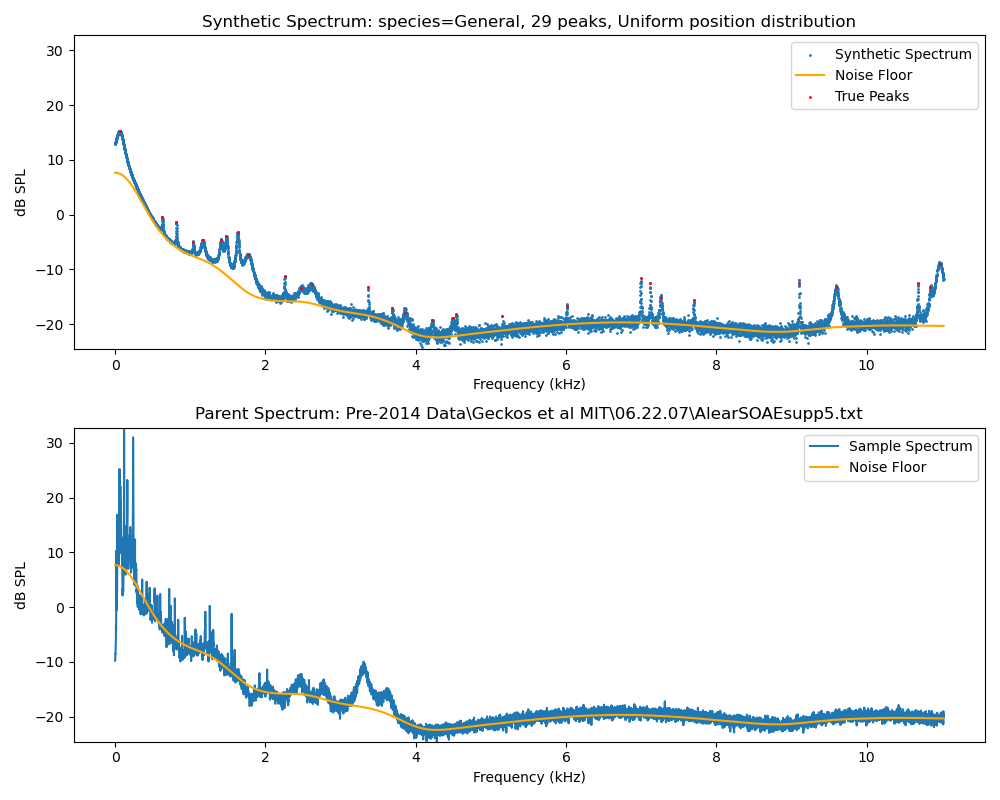 Synthetic Spectrum: species=General, 29 peaks, Uniform position distribution
30
20
10
0
−10
−20
dB SPL
Synthetic Spectrum
Noise Floor
True Peaks
0 2 4 6 8 10
Frequency (kHz)
Parent Spectrum: Pre-2014 Data\Geckos et al MIT\06.22.07\AlearSOAEsupp5.txt
30
20
10
0
−10
−20
dB SPL
Sample Spectrum
Noise Floor
0 2 4 6 8 10
Frequency (kHz)